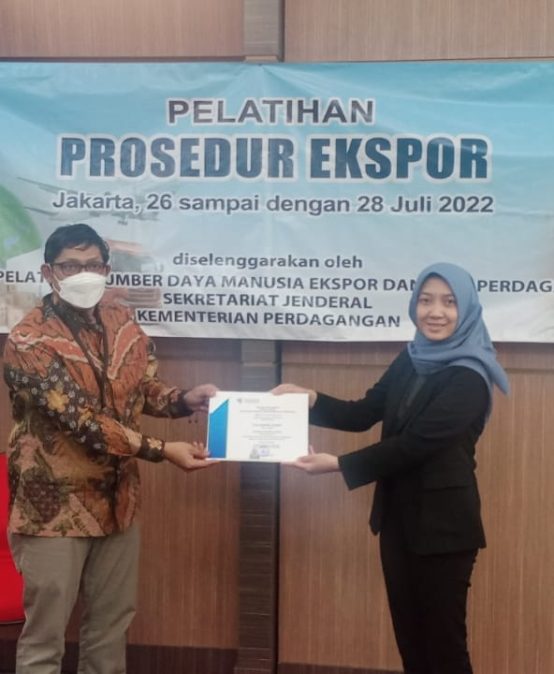 PELATIHAN
PROSEDUR EKSPOR
Jakarta, 26 sampai dengan 28 Juli 2022
diselenggarakan oleh
SUMBER DAYA MANUSIA EKSPOR DAN
SEKRETARIAT JENDERAL
KEMENTERIAN PERDAGANGAN